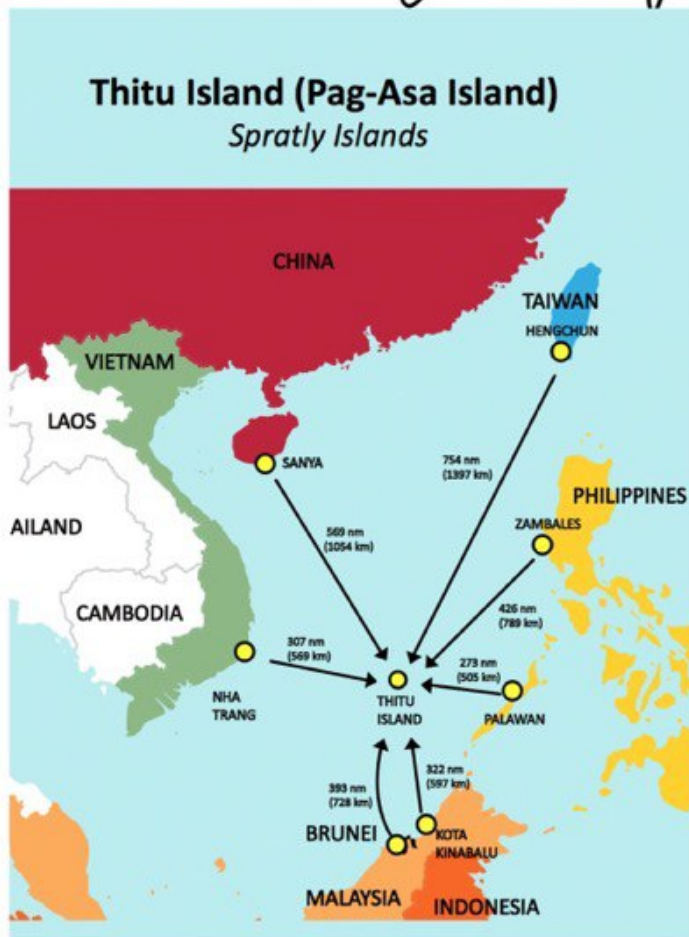 Thitu Island (Pag-Asa Island)
Spratly Islands
CHINA
TAIWAN
HENGCHUN
VIETNAM
LAOS
SANYA
754 nm
(1397 km)
PHILIPPINES
ZAMBALES
AILAND
569 nm
(1054 km)
CAMBODIA
426 nm
(789 km)
307 nm
(569 km)
273 nm
(505 km)
NHA
TRANG
THITU
ISLAND
PALAWAN
322 nm
(597 km)
393 nm
(728 km)
BRUNEI
KOTA
KINABALU
MALAYSIA
INDONESIA